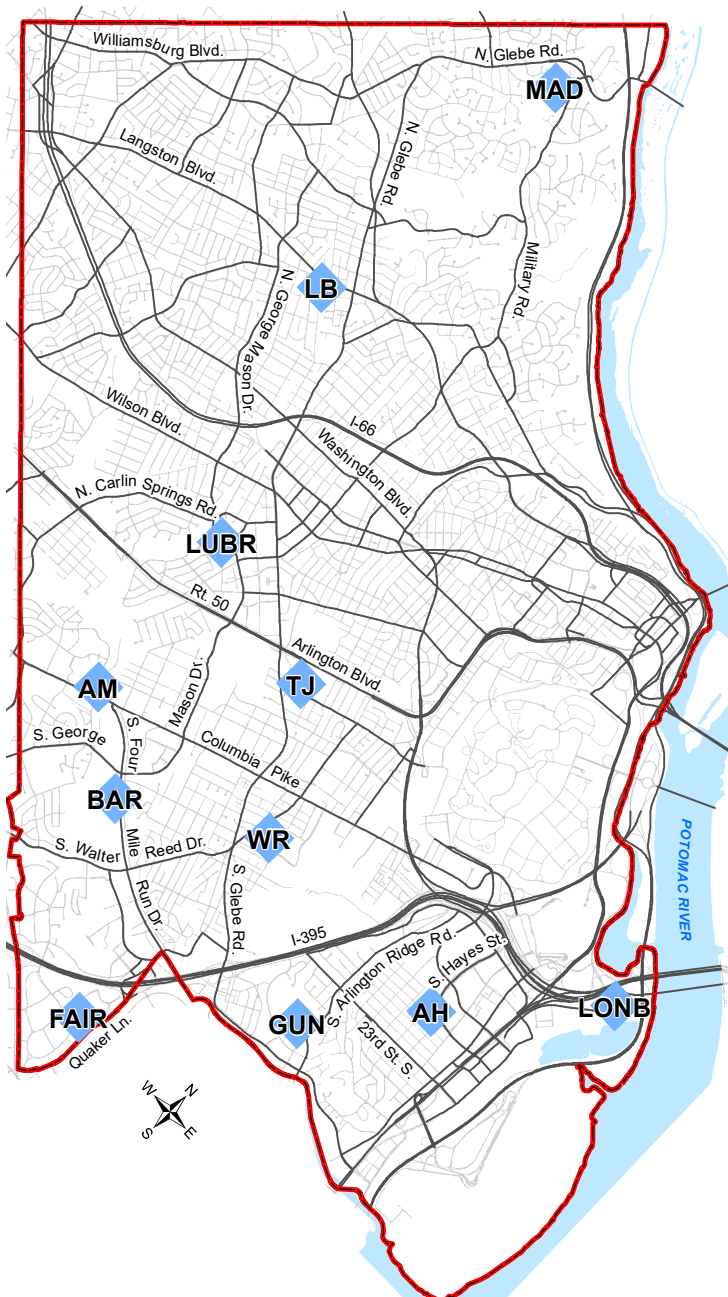 Williamsburg Blvd.
N. Glebe Rd.
MAD
Langston Blvd.
N. Glebe Rd.
Military Rd.
LB
N. George Mason Dr.
Wilson Blvd.
I-66
Washington Blvd.
N. Carlin Springs Rd.
LUBR
Rt. 50
Arlington Blvd.
AM
TJ
Mason Dr.
S. George
S. Four
Columbia Pike
BAR
Mile
S. Walter Reed Dr.
WR
Run Dr.
S. Glebe Rd.
POTOMAC RIVER
I-395
S. Arlington Ridge Rd.
S. Hayes St.
FAIR
GUN
AH
LONB
Quaker Ln.
23rd St. S.
N
W
E
S